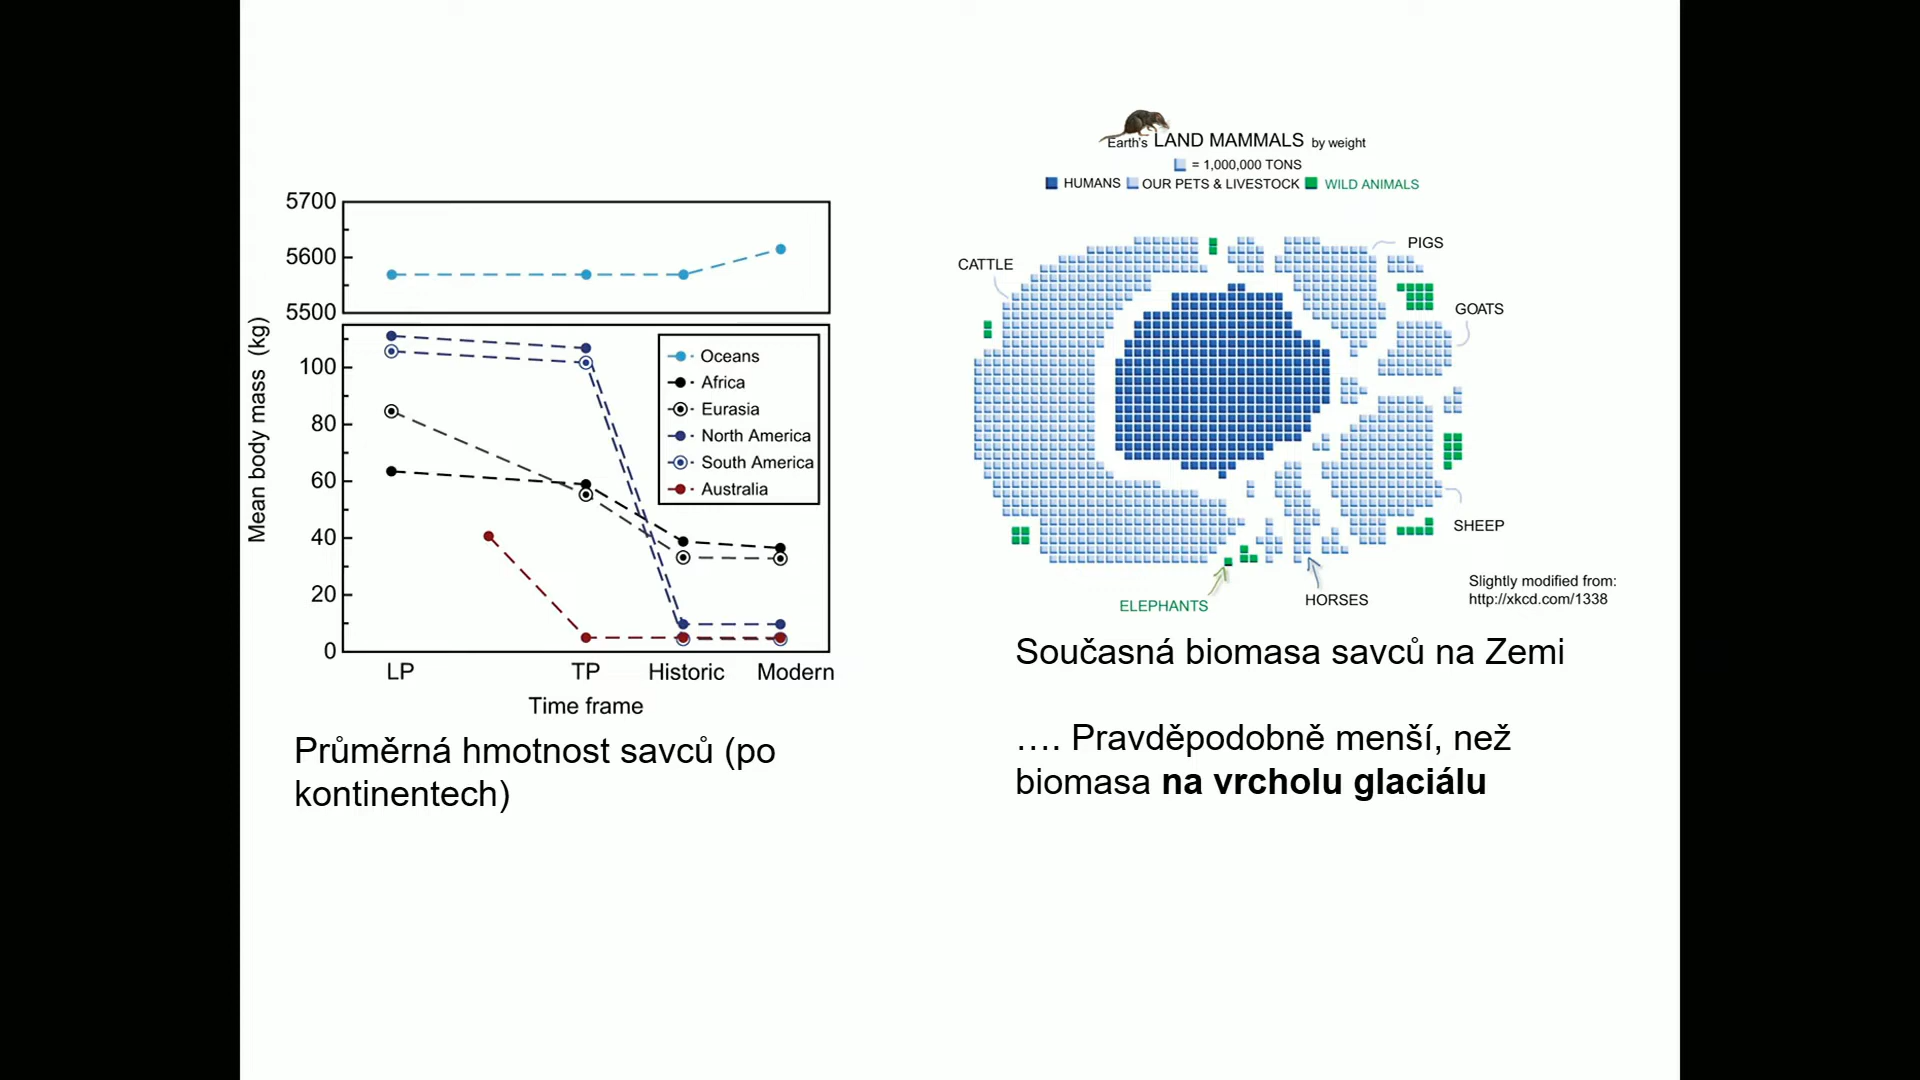 5700
5600
5500
100
80
60
40
20
0
Mean body mass (kg)
Oceans
Africa
Eurasia
North America
South America
Australia
LP TP Historic Modern
Time frame
Průměrná hmotnost savců (po
kontinentech)
Earth's LAND MAMMALS by weight
= 1,000,000 TONS
HUMANS OUR PETS & LIVESTOCK WILD ANIMALS
PIGS
CATTLE
GOATS
SHEEP
ELEPHANTS
HORSES
Slightly modified from:
http://xkcd.com/1338
Současná biomasa savců na Zemi
…. Pravděpodobně menší, než
biomasa na vrcholu glaciálu